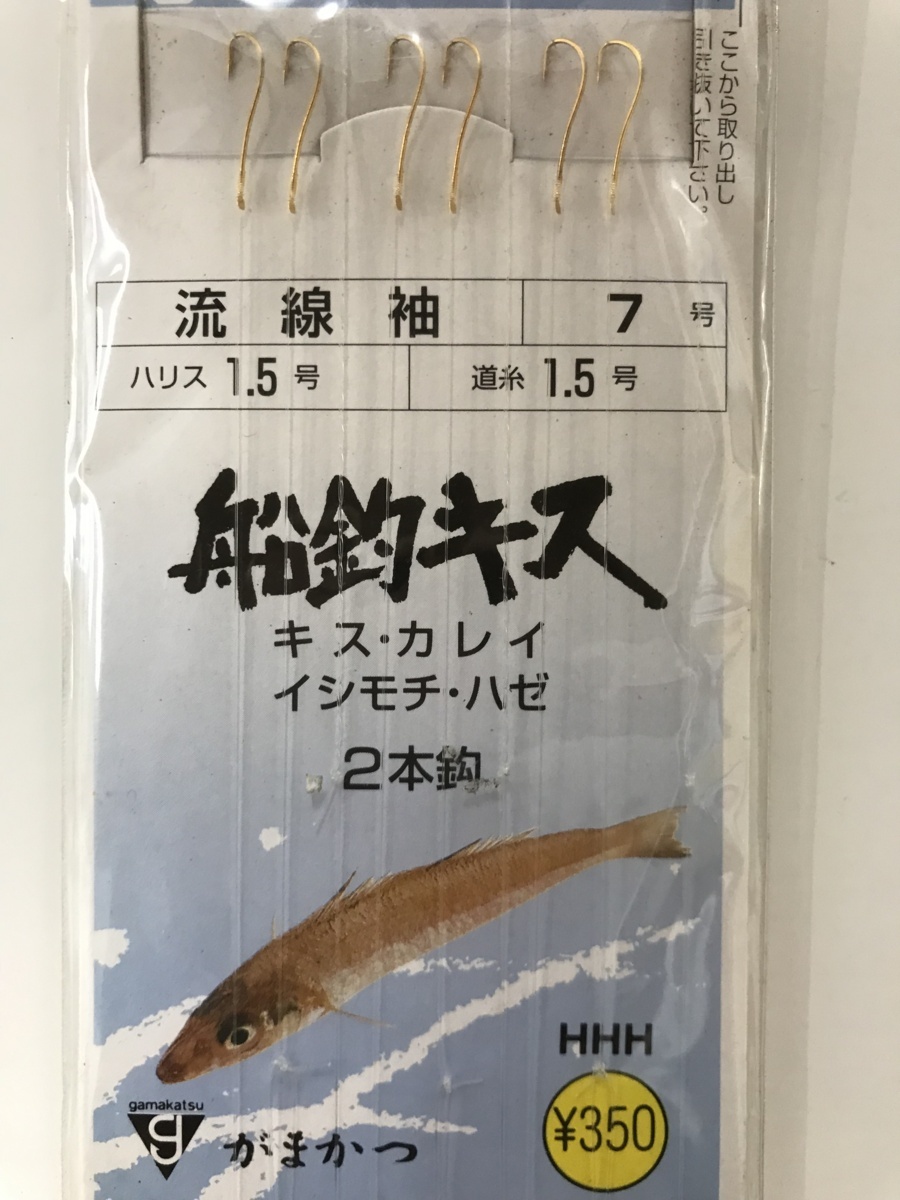 ここから取り出し
引き抜いて下さい。
流線袖 7 号
ハリス 1.5 号 道糸 1.5 号
船釣キス
キス・カレイ
イシモチ・ハゼ
2本鈎
HHH
¥350
gamakatsu
g がまかつ